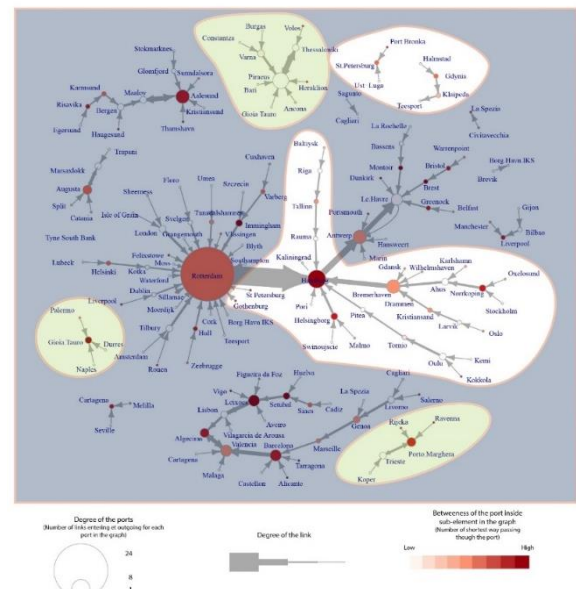 Stokmarknes
Glomfjord
Sunndalsora
Karmsund
Maaloy
Aalesund
Risavika
Bergen
Kristiansund
Egersund
Haugesund
Thamshavn
Burgas
Volos
Constantza
Thessaloniki
Varna
Piraeus
Bari
Heraklion
Gioia Tauro
Ancona
Port Bronka
Halmstad
St.Petersburg
Gdynia
Ust-Luga
Klaipeda
Teesport
Sagunto
Cagliari
La Spezia
Civitavecchia
La Rochelle
Bassens
Warrenpoint
Montoir
Bristol
Dunkirk
Brest
Borg Havn IKS
Brevik
Le Havre
Greenock
Belfast
Portsmouth
Manchester
Gijon
Antwerp
Hansweert
Liverpool
Bilbao
Marin
Trapani
Marsaxlokk
Augusta
Split
Catania
Baltiysk
Riga
Tallinn
Rauma
Kaliningrad
Pori
Helsingborg
Swinoujscie
Malmo
Cuxhaven
Umea
Szczecin
Flero
Varberg
Sheerness
Svelgen
Immingham
Isle of Grain
Grangemouth
Vlissingen
London
Blyth
Tyne South Bank
Felixstowe
Southampton
Moss
Lubeck
Kotka
Rotterdam
Helsinki
Waterford
St Petersburg
Dublin
Gothenburg
Liverpool
Sillamae
Moerdijk
Cork
Borg Havn IKS
Tilbury
Hull
Teesport
Amsterdam
Rouen
Zeebrugge
Gdansk
Wilhelmshaven
Karlshamn
Bremerhaven
Ahus
Oxelosund
Drammen
Norrkoping
Kristiansand
Stockholm
Piteå
Larvik
Oslo
Tornio
Oulu
Kemi
Kokkola
Palermo
Gioia Tauro
Durres
Naples
Cartagena
Melilla
Seville
Figueira da Foz
Huelva
Vigo
Leixoes
Setubal
Sines
Cadiz
Lisbon
Aveiro
Vilagarcia de Arousa
Algeciras
Valencia
Barcelona
Cartagena
Malaga
Tarragona
Castellon
Alicante
Cagliari
La Spezia
Livorno
Salerno
Genoa
Marseille
Rijeka
Ravenna
Trieste
Porto Marghera
Koper
Degree of the ports
(Number of links entering et outgoing for each
port in the graph)
24
8
Degree of the link
Betweeness of the port inside
sub-element in the graph
(Number of shortest way passing
though the port)
Low
High